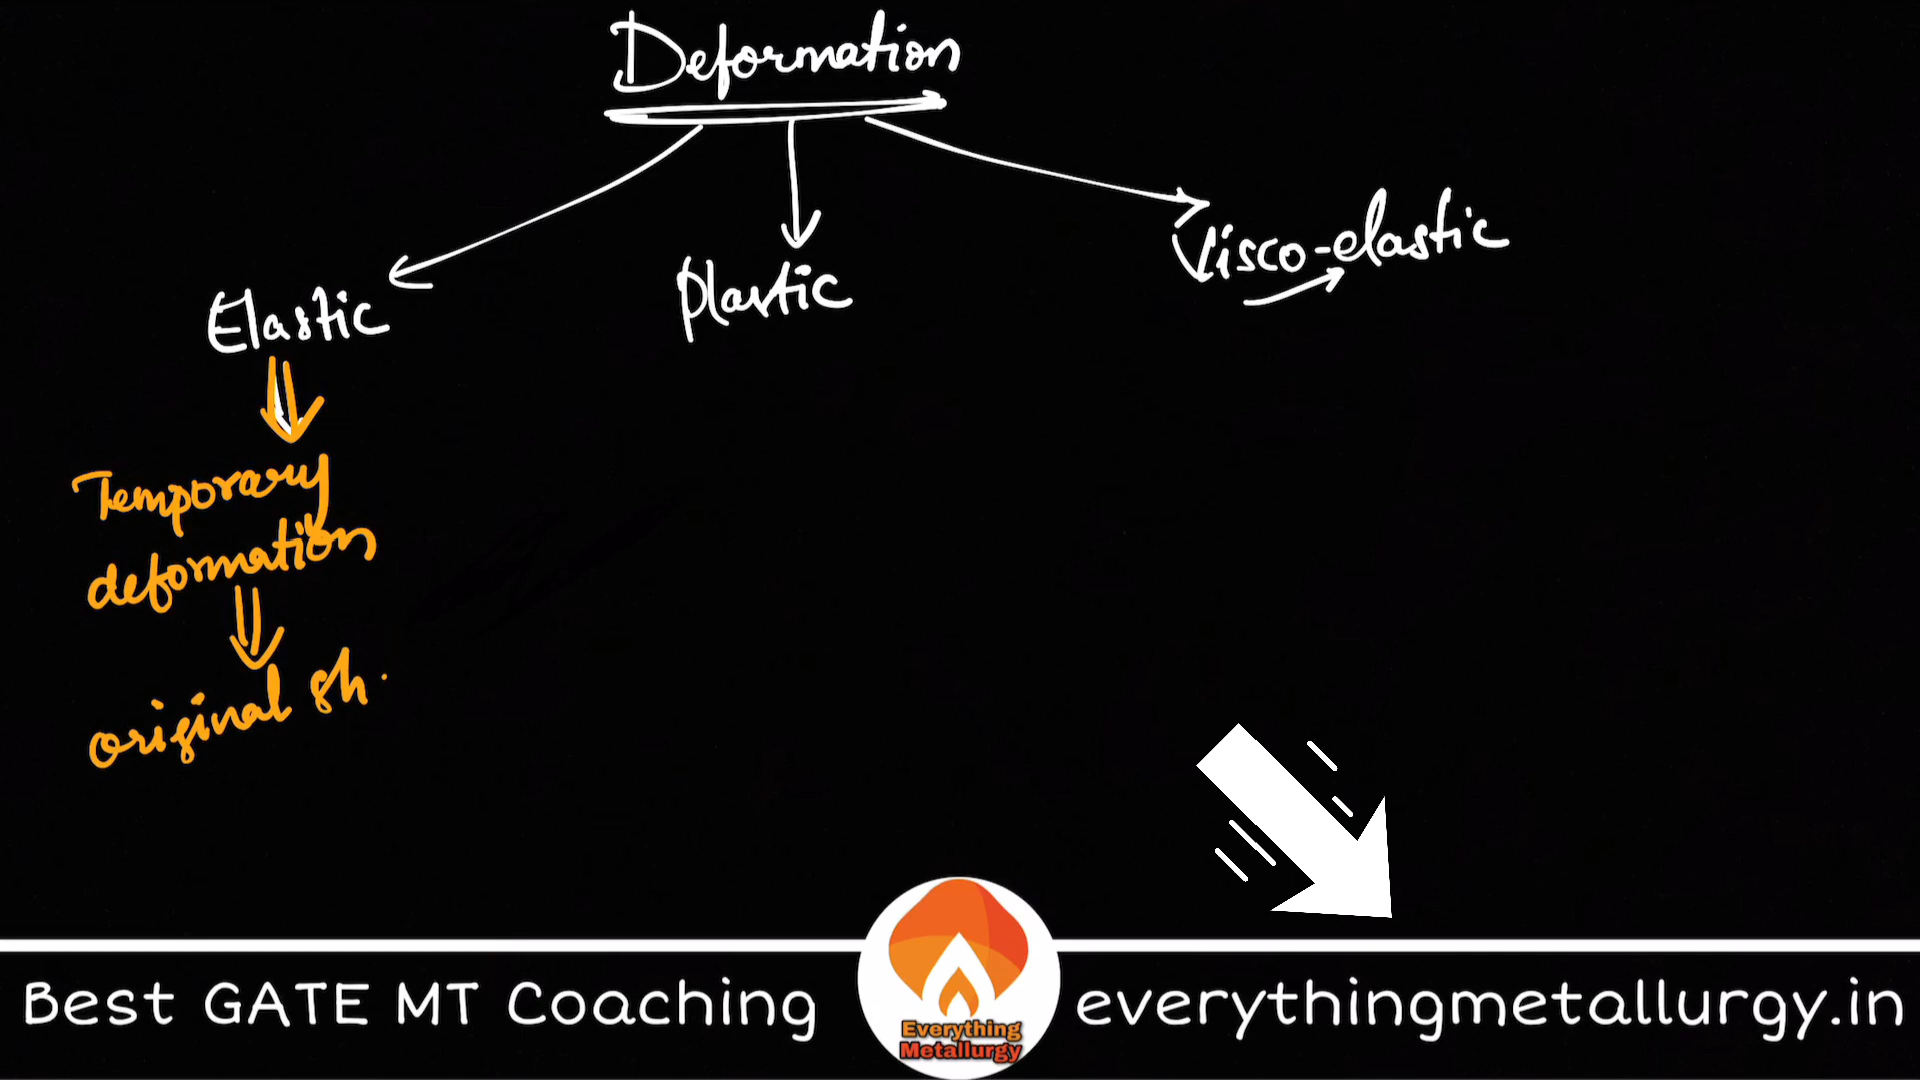 Deformation
Elastic
Plastic
Visco-elastic
Temporary
deformation
original sh.
Best GATE MT Coaching
Everything
Metallurgy
everythingmetallurgy.in